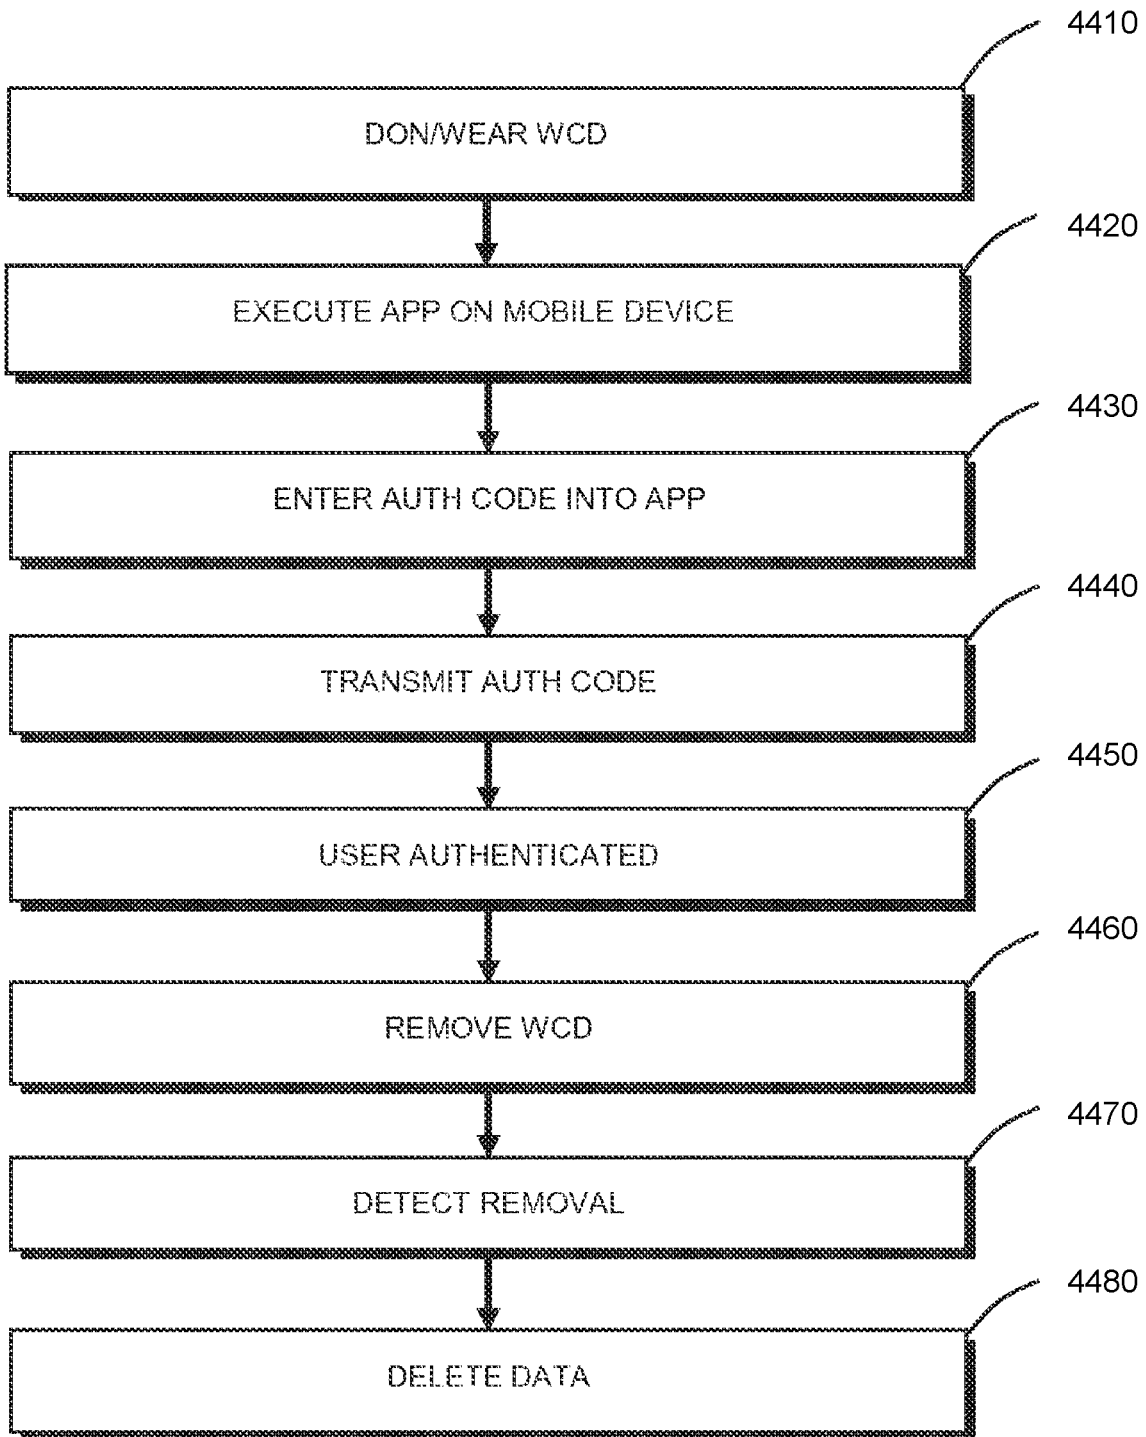 4410
DON/WEAR WCD
4420
EXECUTE APP ON MOBILE DEVICE
4430
ENTER AUTH CODE INTO APP
4440
TRANSMIT AUTH CODE
4450
USER AUTHENTICATED
4460
REMOVE WCD
4470
DETECT REMOVAL
4480
DELETE DATA